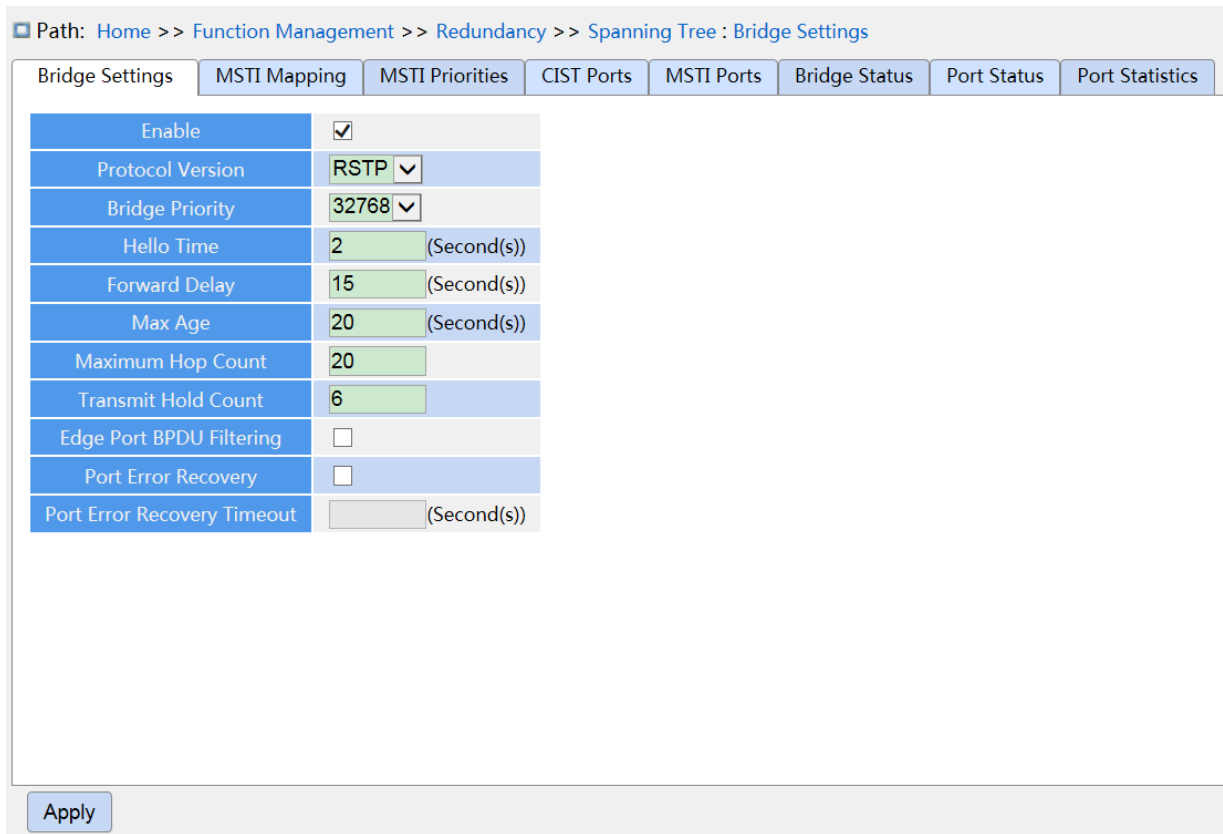 Path: Home >> Function Management >> Redundancy >> Spanning Tree : Bridge Settings
Bridge Settings MSTI Mapping MSTI Priorities CIST Ports MSTI Ports Bridge Status Port Status Port Statistics
Enable
Protocol Version RSTP
Bridge Priority 32768
Hello Time 2 (Second(s))
Forward Delay 15 (Second(s))
Max Age 20 (Second(s))
Maximum Hop Count 20
Transmit Hold Count 6
Edge Port BPDU Filtering
Port Error Recovery
Port Error Recovery Timeout (Second(s))
Apply